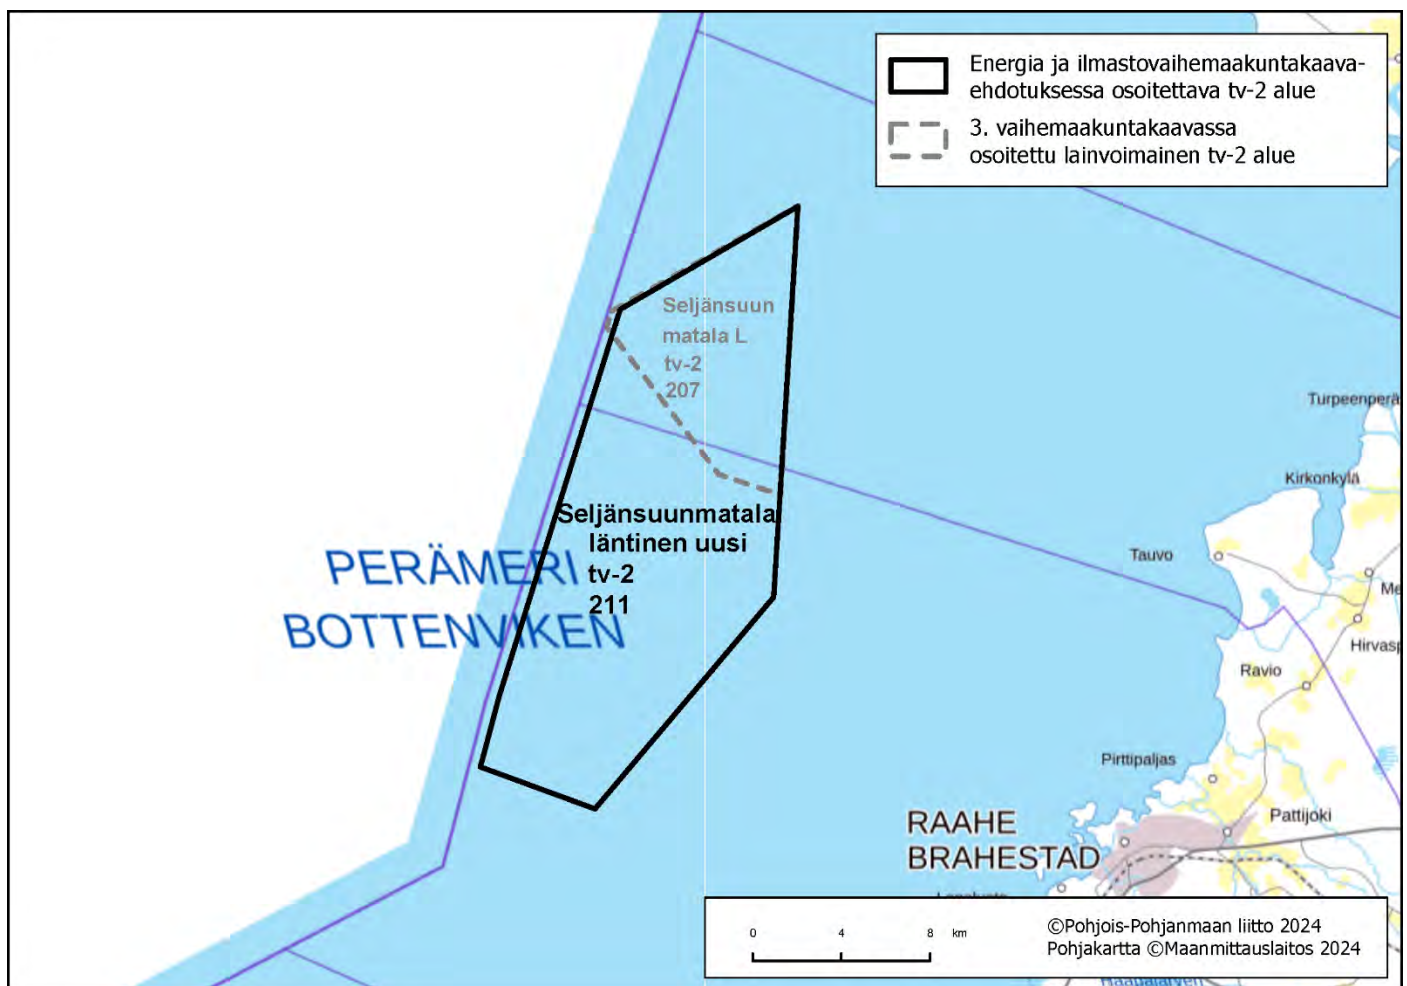 Energia ja ilmastovaihemaakuntakaava-
ehdotuksessa osoitettava tv-2 alue
3. vaihemaakuntakaavassa
osoitettu lainvoimainen tv-2 alue
Seljänsuun
matala L
tv-2
207
Turpeenperä
Kirkonkylä
Seljänsuunmatala
läntinen uusi
tv-2
211
PERÄMERI
BOTTENVIKEN
Tauvo
Me
Hirvasp
Ravio
Pirttipaljas
Pattijoki
RAAHE
BRAHESTAD
0 4 8 km
©Pohjois-Pohjanmaan liitto 2024
Pohjakartta ©Maanmittauslaitos 2024